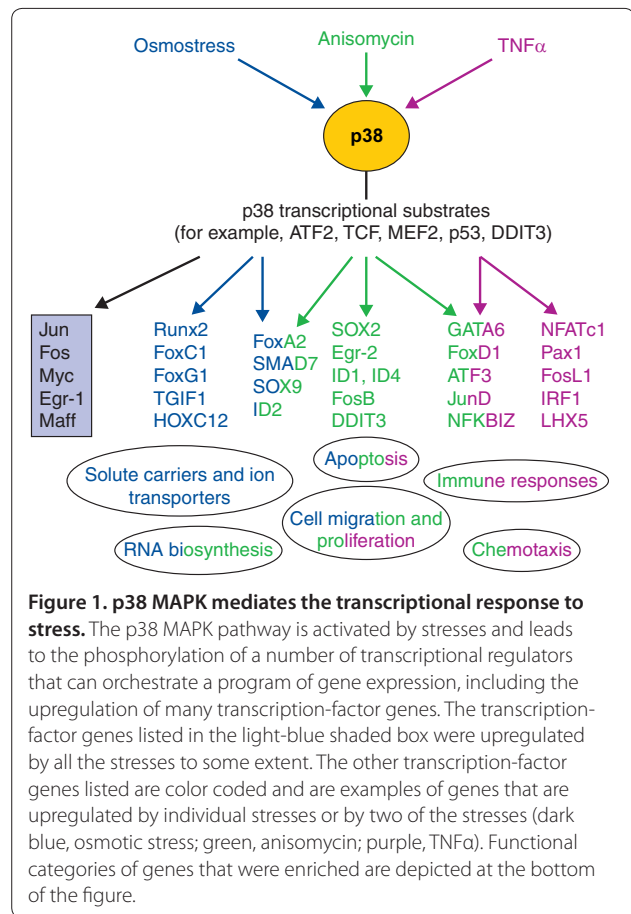 Osmostress
Anisomycin
TNFα
p38
p38 transcriptional substrates
(for example, ATF2, TCF, MEF2, p53, DDIT3)
Jun
Fos
Myc
Egr-1
Maff
Runx2
FoxC1
FoxG1
TGIF1
HOXC12
FoxA2
SMAD7
SOX9
ID2
SOX2
Egr-2
ID1, ID4
FosB
DDIT3
GATA6
FoxD1
ATF3
JunD
NFKBIZ
NFATc1
Pax1
FosL1
IRF1
LHX5
Solute carriers and ion
transporters
Apoptosis
Immune responses
RNA biosynthesis
Cell migration and
proliferation
Chemotaxis
Figure 1. p38 MAPK mediates the transcriptional response to
stress. The p38 MAPK pathway is activated by stresses and leads
to the phosphorylation of a number of transcriptional regulators
that can orchestrate a program of gene expression, including the
upregulation of many transcription-factor genes. The transcription-
factor genes listed in the light-blue shaded box were upregulated
by all the stresses to some extent. The other transcription-factor
genes listed are color coded and are examples of genes that are
upregulated by individual stresses or by two of the stresses (dark
blue, osmotic stress; green, anisomycin; purple, TNFα). Functional
categories of genes that were enriched are depicted at the bottom
of the figure.